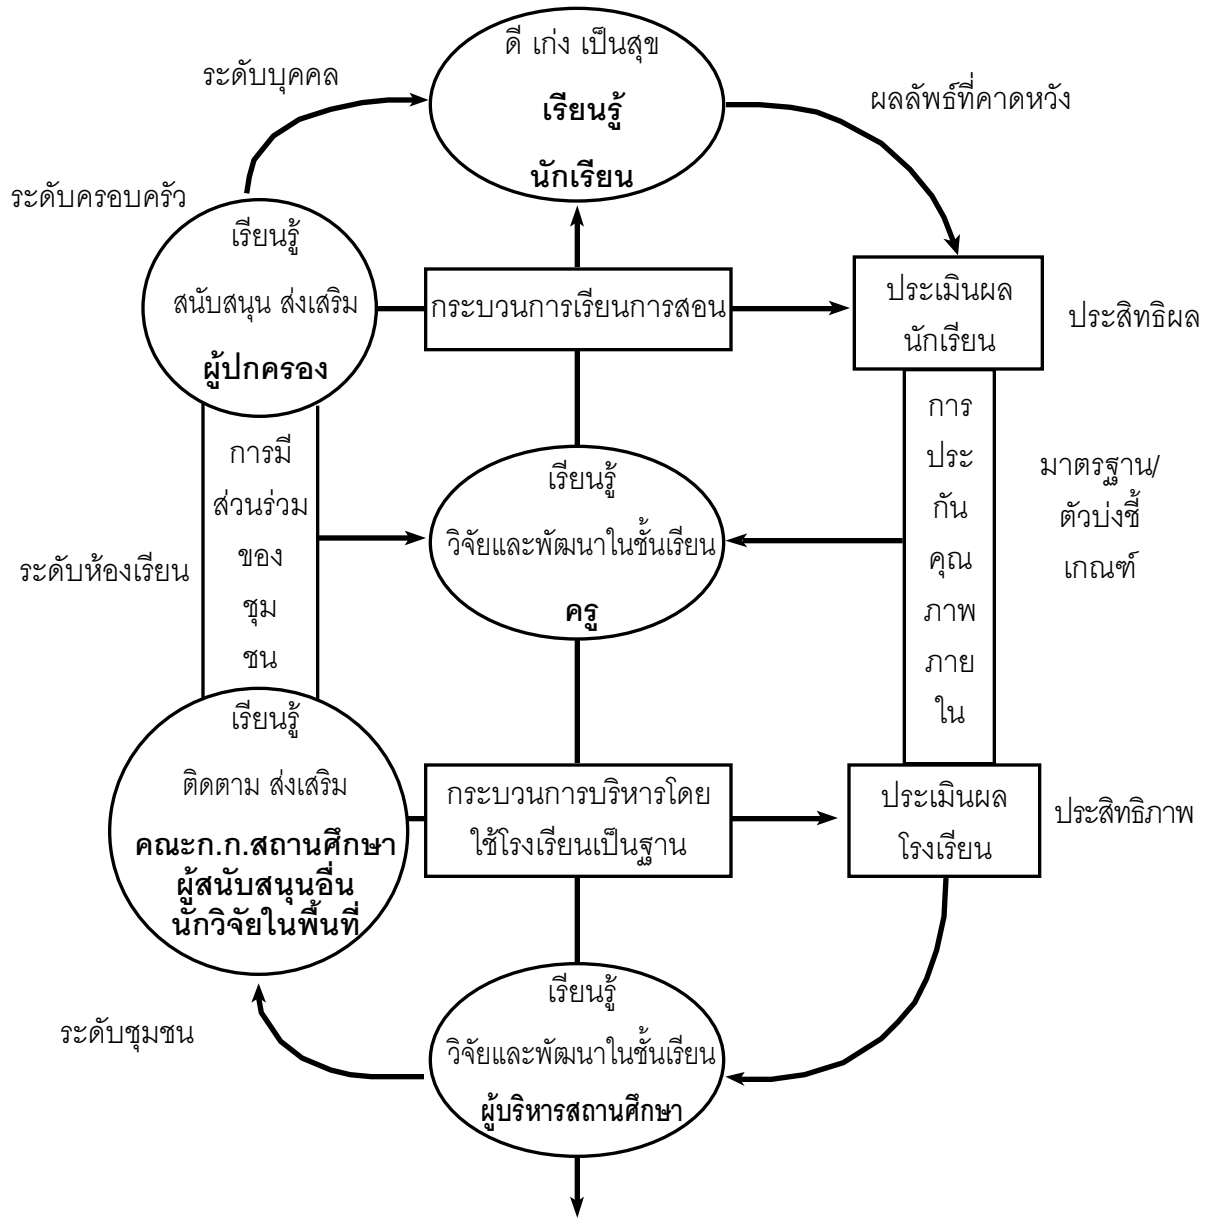 ดี เก่ง เป็นสุข
เรียนรู้
นักเรียน
ระดับบุคคล
ผลลัพธ์ที่คาดหวัง
ระดับครอบครัว
เรียนรู้
สนับสนุน ส่งเสริม
ผู้ปกครอง
กระบวนการเรียนการสอน
ประเมินผล
นักเรียน
ประสิทธิผล
การมี
ส่วนร่วม
ของ
ชุม
ชน
ระดับห้องเรียน
เรียนรู้
วิจัยและพัฒนาในชั้นเรียน
ครู
การ
ประ
กัน
คุณ
ภาพ
ภาย
ใน
มาตรฐาน/
ตัวบ่งชี้
เกณฑ์
เรียนรู้
ติดตาม ส่งเสริม
คณะก.ก.สถานศึกษา
ผู้สนับสนุนอื่น
นักวิจัยในพื้นที่
กระบวนการบริหารโดย
ใช้โรงเรียนเป็นฐาน
ประเมินผล
โรงเรียน
ประสิทธิภาพ
ระดับชุมชน
เรียนรู้
วิจัยและพัฒนาในชั้นเรียน
ผู้บริหารสถานศึกษา